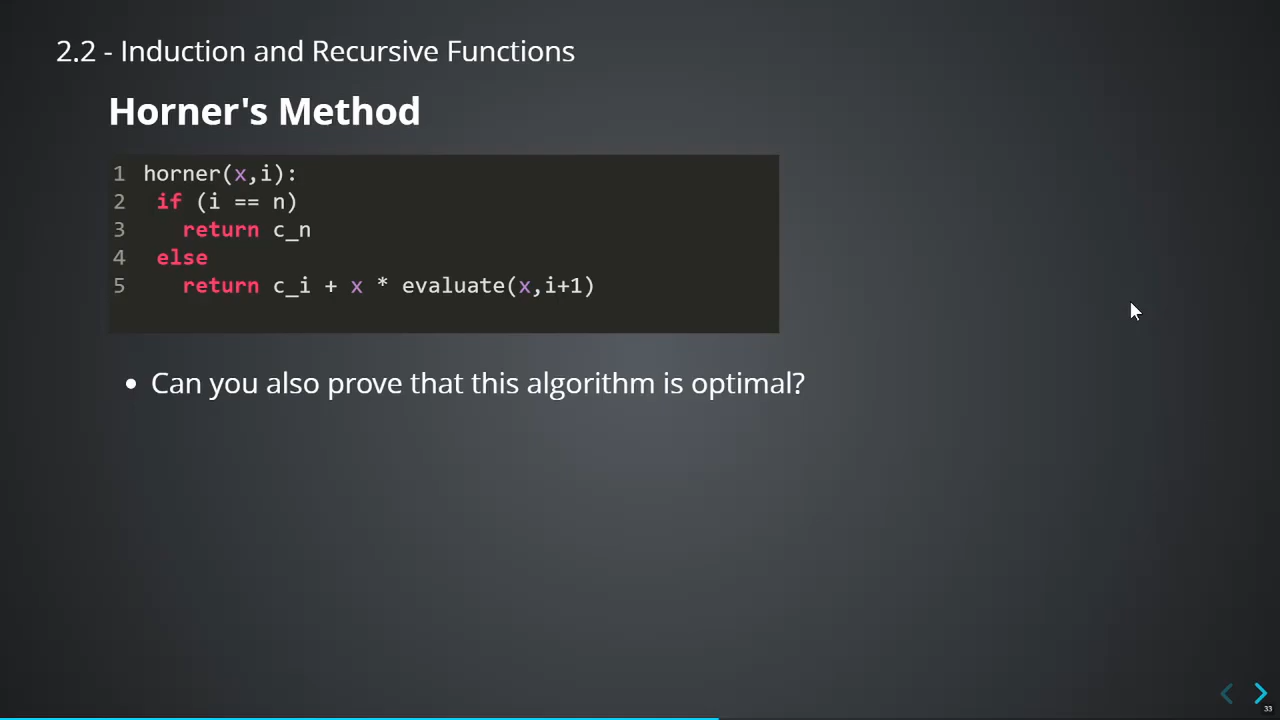 2.2 - Induction and Recursive Functions
Horner's Method
1 horner(x,i):
2 if (i == n)
3 return c_n
4 else
5 return c_i + x * evaluate(x,i+1)
• Can you also prove that this algorithm is optimal?
33